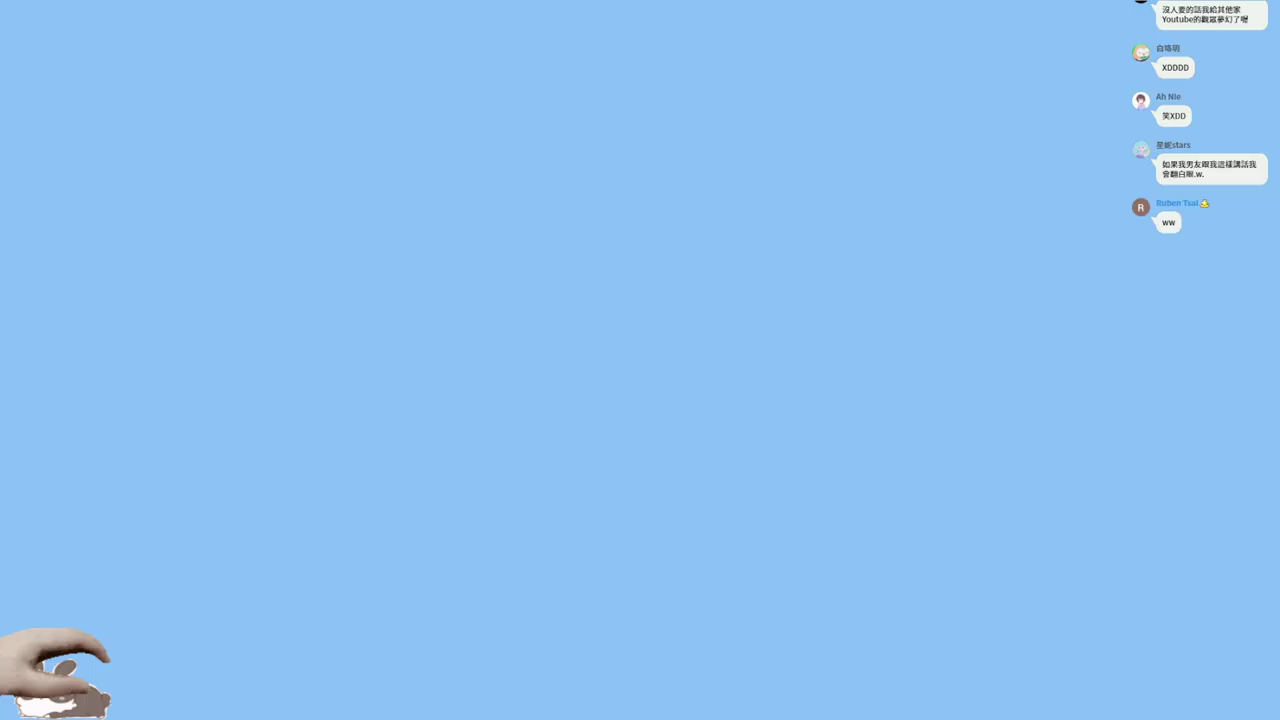 沒人要的話我給其他家
Youtube的觀眾夢幻了喔
白珞玥
XDDDD
Ah Nie
笑XDD
星妮stars
如果我男友跟我這樣講話我
會翻白眼.w.
Ruben Tsai
R
ww